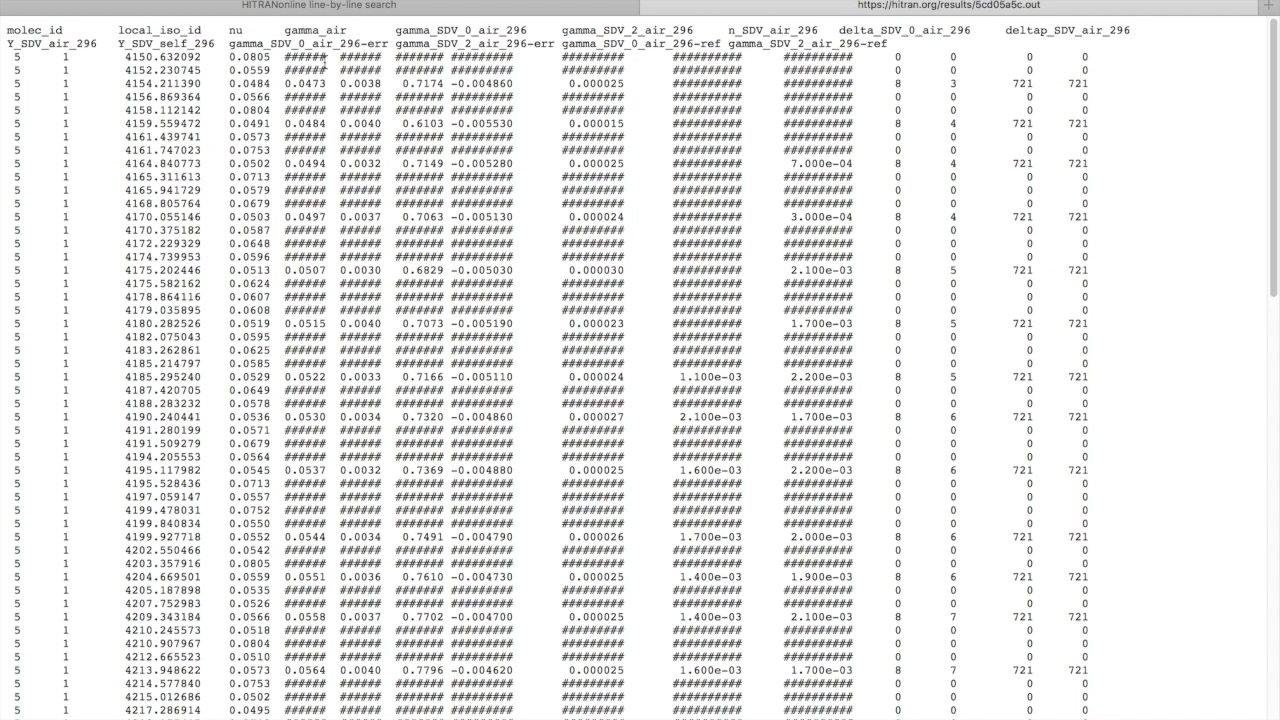 HITRANonline line-by-line search https://hitran.org/results/5cd05a5c.out
molec_id local_iso_id nu gamma_air gamma_SDV_0_air_296 gamma_SDV_2_air_296 n_SDV_air_296 delta_SDV_0_air_296 deltap_SDV_air_296
Y_SDV_air_296 Y_SDV_self_296 gamma_SDV_0_air_296-err gamma_SDV_2_air_296-err gamma_SDV_0_air_296-ref gamma_SDV_2_air_296-ref
5 1 4150.632092 0.0805 ###### ###### ###### ######### ######### ########## ########## 0 0 0 0
5 1 4152.230745 0.0559 ###### ###### ###### ######### ######### ########## ########## 0 0 0 0
5 1 4154.211390 0.0484 0.0473 0.0038 0.7174 -0.004860 0.000025 ########## ########## 8 3 721 721
5 1 4156.869364 0.0566 ###### ###### ###### ######### ######### ########## ########## 0 0 0 0
5 1 4158.112142 0.0804 ###### ###### ###### ######### ######### ########## ########## 0 0 0 0
5 1 4159.559472 0.0491 0.0484 0.0040 0.6103 -0.005530 0.000015 ########## ########## 8 4 721 721
5 1 4161.439741 0.0573 ###### ###### ###### ######### ######### ########## ########## 0 0 0 0
5 1 4161.747023 0.0753 ###### ###### ###### ######### ######### ########## ########## 0 0 0 0
5 1 4164.840773 0.0502 0.0494 0.0032 0.7149 -0.005280 0.000025 ########## 7.000e-04 8 4 721 721
5 1 4165.311613 0.0713 ###### ###### ###### ######### ######### ########## ########## 0 0 0 0
5 1 4165.941729 0.0579 ###### ###### ###### ######### ######### ########## ########## 0 0 0 0
5 1 4168.805764 0.0679 ###### ###### ###### ######### ######### ########## ########## 0 0 0 0
5 1 4170.055146 0.0503 0.0497 0.0037 0.7063 -0.005130 0.000024 ########## 3.000e-04 8 4 721 721
5 1 4170.375182 0.0587 ###### ###### ###### ######### ######### ########## ########## 0 0 0 0
5 1 4172.229329 0.0648 ###### ###### ###### ######### ######### ########## ########## 0 0 0 0
5 1 4174.739953 0.0596 ###### ###### ###### ######### ######### ########## ########## 0 0 0 0
5 1 4175.202446 0.0513 0.0507 0.0030 0.6829 -0.005030 0.000030 ########## 2.100e-03 8 5 721 721
5 1 4175.582162 0.0624 ###### ###### ###### ######### ######### ########## ########## 0 0 0 0
5 1 4178.864116 0.0607 ###### ###### ###### ######### ######### ########## ########## 0 0 0 0
5 1 4179.035895 0.0608 ###### ###### ###### ######### ######### ########## ########## 0 0 0 0
5 1 4180.282526 0.0519 0.0515 0.0040 0.7073 -0.005190 0.000023 ########## 1.700e-03 8 5 721 721
5 1 4182.075043 0.0595 ###### ###### ###### ######### ######### ########## ########## 0 0 0 0
5 1 4183.262861 0.0625 ###### ###### ###### ######### ######### ########## ########## 0 0 0 0
5 1 4185.214797 0.0585 ###### ###### ###### ######### ######### ########## ########## 0 0 0 0
5 1 4185.295240 0.0529 0.0522 0.0033 0.7166 -0.005110 0.000024 1.100e-03 2.200e-03 8 5 721 721
5 1 4187.420705 0.0649 ###### ###### ###### ######### ######### ########## ########## 0 0 0 0
5 1 4188.283232 0.0578 ###### ###### ###### ######### ######### ########## ########## 0 0 0 0
5 1 4190.240441 0.0536 0.0530 0.0034 0.7320 -0.004860 0.000027 2.100e-03 1.700e-03 8 6 721 721
5 1 4191.280199 0.0571 ###### ###### ###### ######### ######### ########## ########## 0 0 0 0
5 1 4191.509279 0.0679 ###### ###### ###### ######### ######### ########## ########## 0 0 0 0
5 1 4194.205553 0.0564 ###### ###### ###### ######### ######### ########## ########## 0 0 0 0
5 1 4195.117982 0.0545 0.0537 0.0032 0.7369 -0.004880 0.000025 1.600e-03 2.200e-03 8 6 721 721
5 1 4195.528436 0.0713 ###### ###### ###### ######### ######### ########## ########## 0 0 0 0
5 1 4197.059147 0.0557 ###### ###### ###### ######### ######### ########## ########## 0 0 0 0
5 1 4199.478031 0.0752 ###### ###### ###### ######### ######### ########## ########## 0 0 0 0
5 1 4199.840834 0.0550 ###### ###### ###### ######### ######### ########## ########## 0 0 0 0
5 1 4199.927718 0.0552 0.0544 0.0034 0.7491 -0.004790 0.000026 1.700e-03 2.000e-03 8 6 721 721
5 1 4202.550466 0.0542 ###### ###### ###### ######### ######### ########## ########## 0 0 0 0
5 1 4203.357916 0.0805 ###### ###### ###### ######### ######### ########## ########## 0 0 0 0
5 1 4204.669501 0.0559 0.0551 0.0036 0.7610 -0.004730 0.000025 1.400e-03 1.900e-03 8 6 721 721
5 1 4205.187898 0.0535 ###### ###### ###### ######### ######### ########## ########## 0 0 0 0
5 1 4207.752983 0.0526 ###### ###### ###### ######### ######### ########## ########## 0 0 0 0
5 1 4209.343184 0.0566 0.0558 0.0037 0.7702 -0.004700 0.000025 1.400e-03 2.100e-03 8 7 721 721
5 1 4210.245573 0.0518 ###### ###### ###### ######### ######### ########## ########## 0 0 0 0
5 1 4210.907967 0.0804 ###### ###### ###### ######### ######### ########## ########## 0 0 0 0
5 1 4212.665523 0.0510 ###### ###### ###### ######### ######### ########## ########## 0 0 0 0
5 1 4213.948622 0.0573 0.0564 0.0040 0.7796 -0.004620 0.000025 1.600e-03 1.700e-03 8 7 721 721
5 1 4214.577840 0.0753 ###### ###### ###### ######### ######### ########## ########## 0 0 0 0
5 1 4215.012686 0.0502 ###### ###### ###### ######### ######### ########## ########## 0 0 0 0
5 1 4217.286914 0.0495 ###### ###### ###### ######### ######### ########## ########## 0 0 0 0